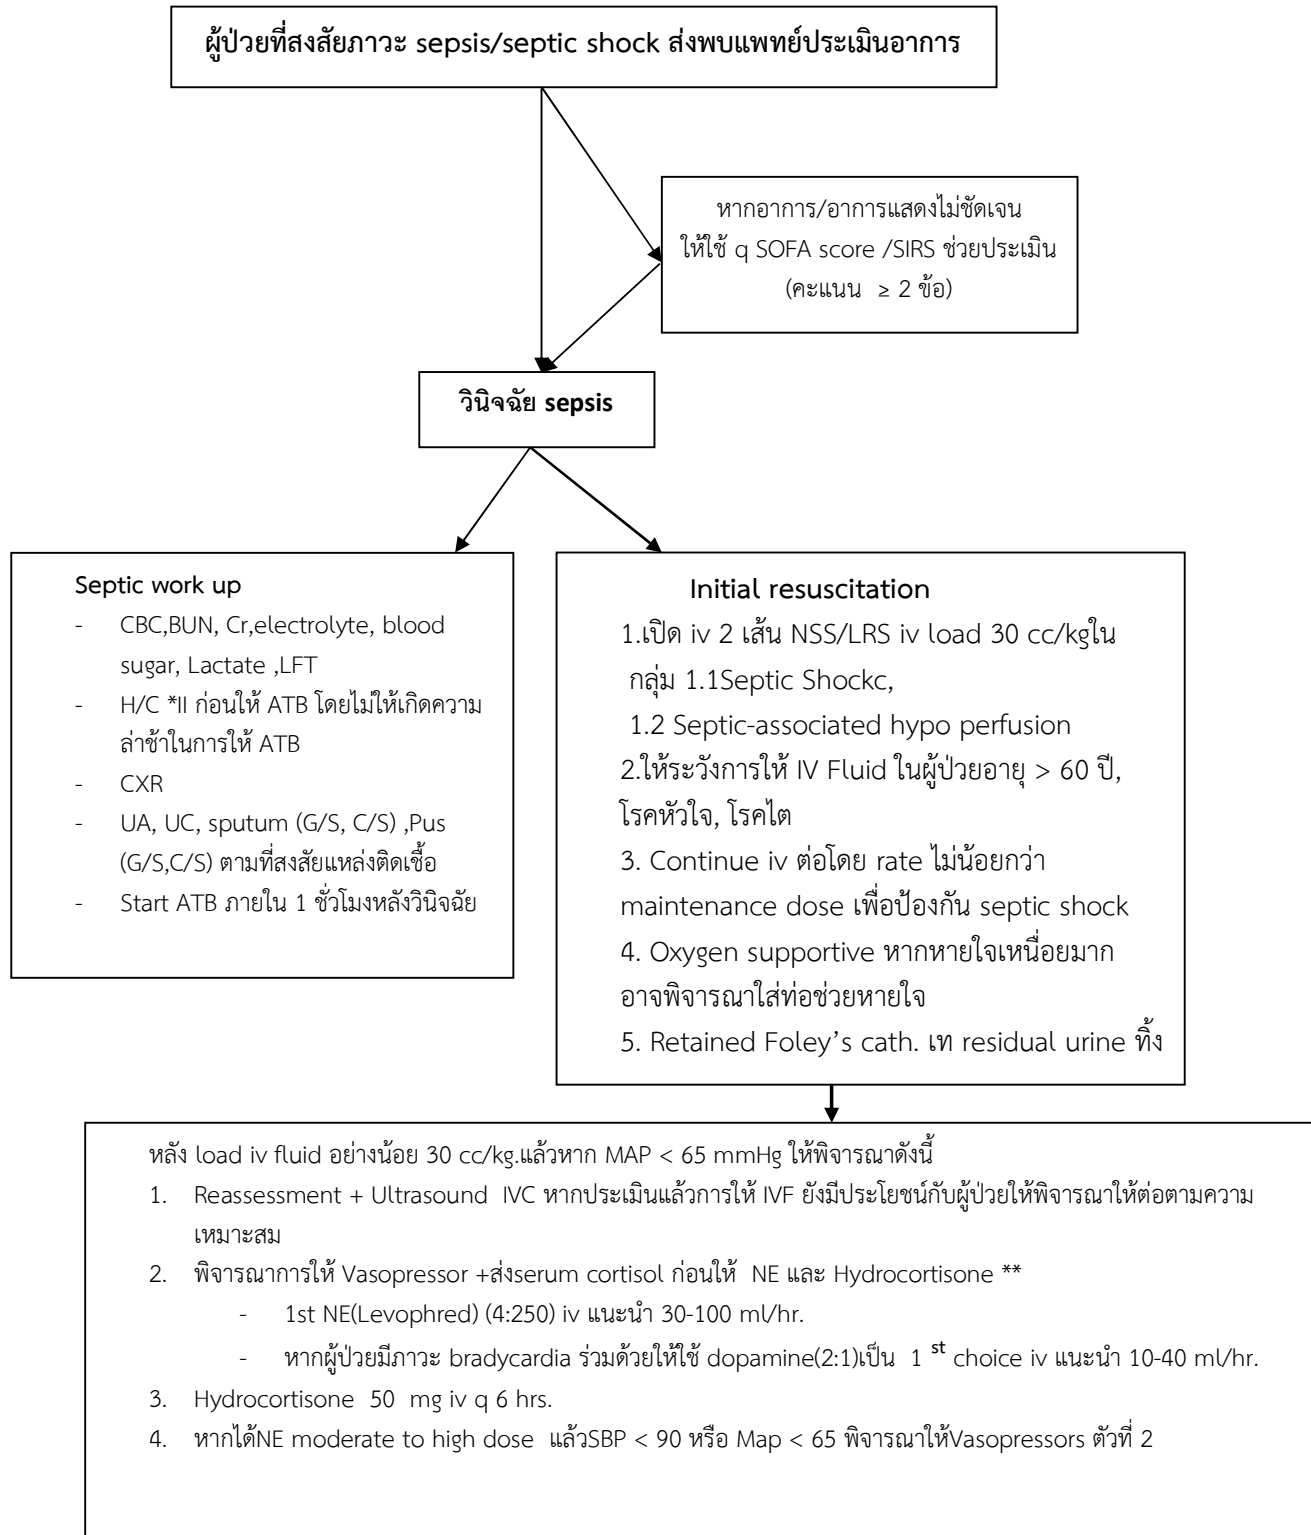 ผู้ป่วยที่สงสัยภาวะ sepsis/septic shock ส่งพบแพทย์ประเมินอาการ
หากอาการ/อาการแสดงไม่ชัดเจน
ให้ใช้ q SOFA score /SIRS ช่วยประเมิน
(คะแนน ≥ 2 ข้อ)
วินิจฉัย sepsis
Septic work up
- CBC,BUN, Cr,electrolyte, blood
sugar, Lactate ,LFT
- H/C *II ก่อนให้ ATB โดยไม่ให้เกิดความ
ล่าช้าในการให้ ATB
- CXR
- UA, UC, sputum (G/S, C/S) ,Pus
(G/S,C/S) ตามที่สงสัยแหล่งติดเชื้อ
- Start ATB ภายใน 1 ชั่วโมงหลังวินิจฉัย
Initial resuscitation
1.เปิด iv 2 เส้น NSS/LRS iv load 30 cc/kgใน
กลุ่ม 1.1Septic Shockc,
1.2 Septic-associated hypo perfusion
2.ให้ระวังการให้ IV Fluid ในผู้ป่วยอายุ > 60 ปี,
โรคหัวใจ, โรคไต
3. Continue iv ต่อโดย rate ไม่น้อยกว่า
maintenance dose เพื่อป้องกัน septic shock
4. Oxygen supportive หากหายใจเหนื่อยมาก
อาจพิจารณาใส่ท่อช่วยหายใจ
5. Retained Foley’s cath. เท residual urine ทิ้ง
หลัง load iv fluid อย่างน้อย 30 cc/kg.แล้วหาก MAP < 65 mmHg ให้พิจารณาดังนี้
1. Reassessment + Ultrasound IVC หากประเมินแล้วการให้ IVF ยังมีประโยชน์กับผู้ป่วยให้พิจารณาให้ต่อตามความ
เหมาะสม
2. พิจารณาการให้ Vasopressor +ส่งserum cortisol ก่อนให้ NE และ Hydrocortisone **
- 1st NE(Levophred) (4:250) iv แนะนำ 30-100 ml/hr.
- หากผู้ป่วยมีภาวะ bradycardia ร่วมด้วยให้ใช้ dopamine(2:1)เป็น 1 st choice iv แนะนำ 10-40 ml/hr.
3. Hydrocortisone 50 mg iv q 6 hrs.
4. หากได้NE moderate to high dose แล้วSBP < 90 หรือ Map < 65 พิจารณาให้Vasopressors ตัวที่ 2